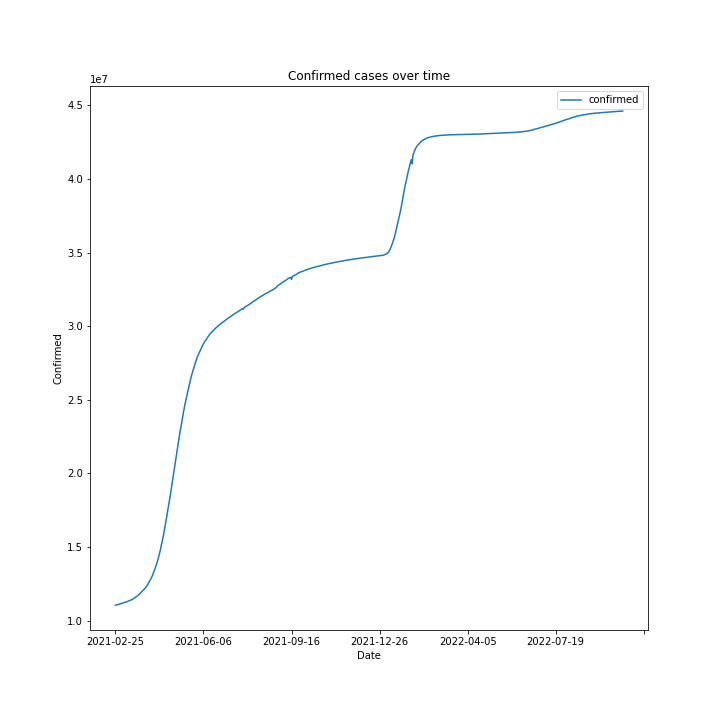 Confirmed cases over time
1e7
confirmed
4.5
4.0
3.5
3.0
2.5
2.0
1.5
1.0
Confirmed
2021-02-25 2021-06-06 2021-09-16 2021-12-26 2022-04-05 2022-07-19
Date